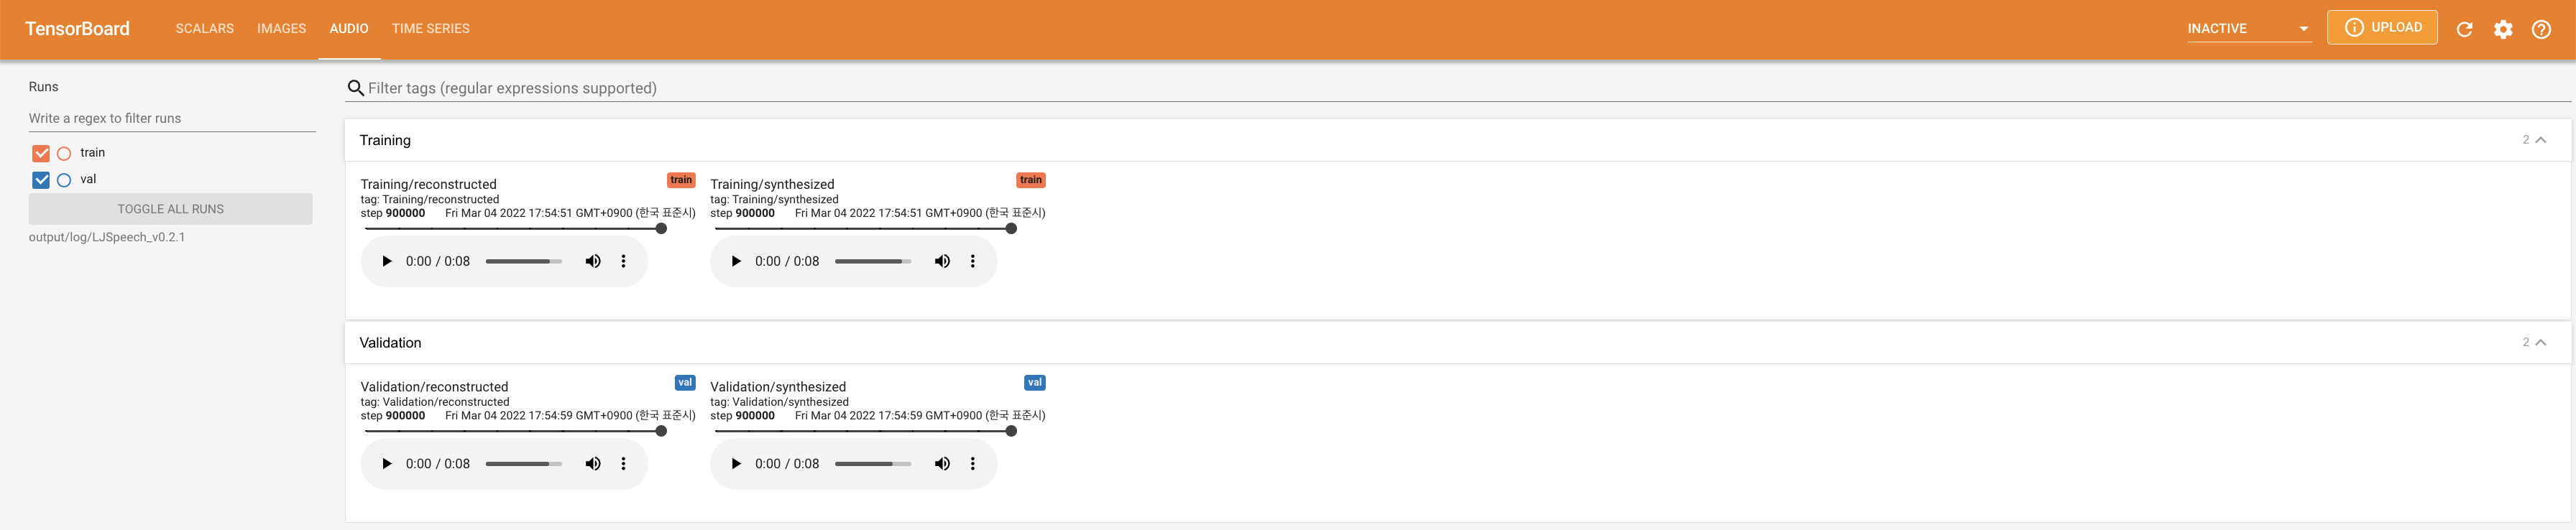 TensorBoard SCALARS IMAGES AUDIO TIME SERIES INACTIVE UPLOAD
Runs
Write a regex to filter runs
train
val
TOGGLE ALL RUNS
output/log/LJSpeech_v0.2.1
Filter tags (regular expressions supported)
Training 2
Training/reconstructed train
tag: Training/reconstructed
step 900000 Fri Mar 04 2022 17:54:51 GMT+0900 (한국 표준시)
0:00 / 0:08
Training/synthesized train
tag: Training/synthesized
step 900000 Fri Mar 04 2022 17:54:51 GMT+0900 (한국 표준시)
0:00 / 0:08
Validation 2
Validation/reconstructed val
tag: Validation/reconstructed
step 900000 Fri Mar 04 2022 17:54:59 GMT+0900 (한국 표준시)
0:00 / 0:08
Validation/synthesized val
tag: Validation/synthesized
step 900000 Fri Mar 04 2022 17:54:59 GMT+0900 (한국 표준시)
0:00 / 0:08